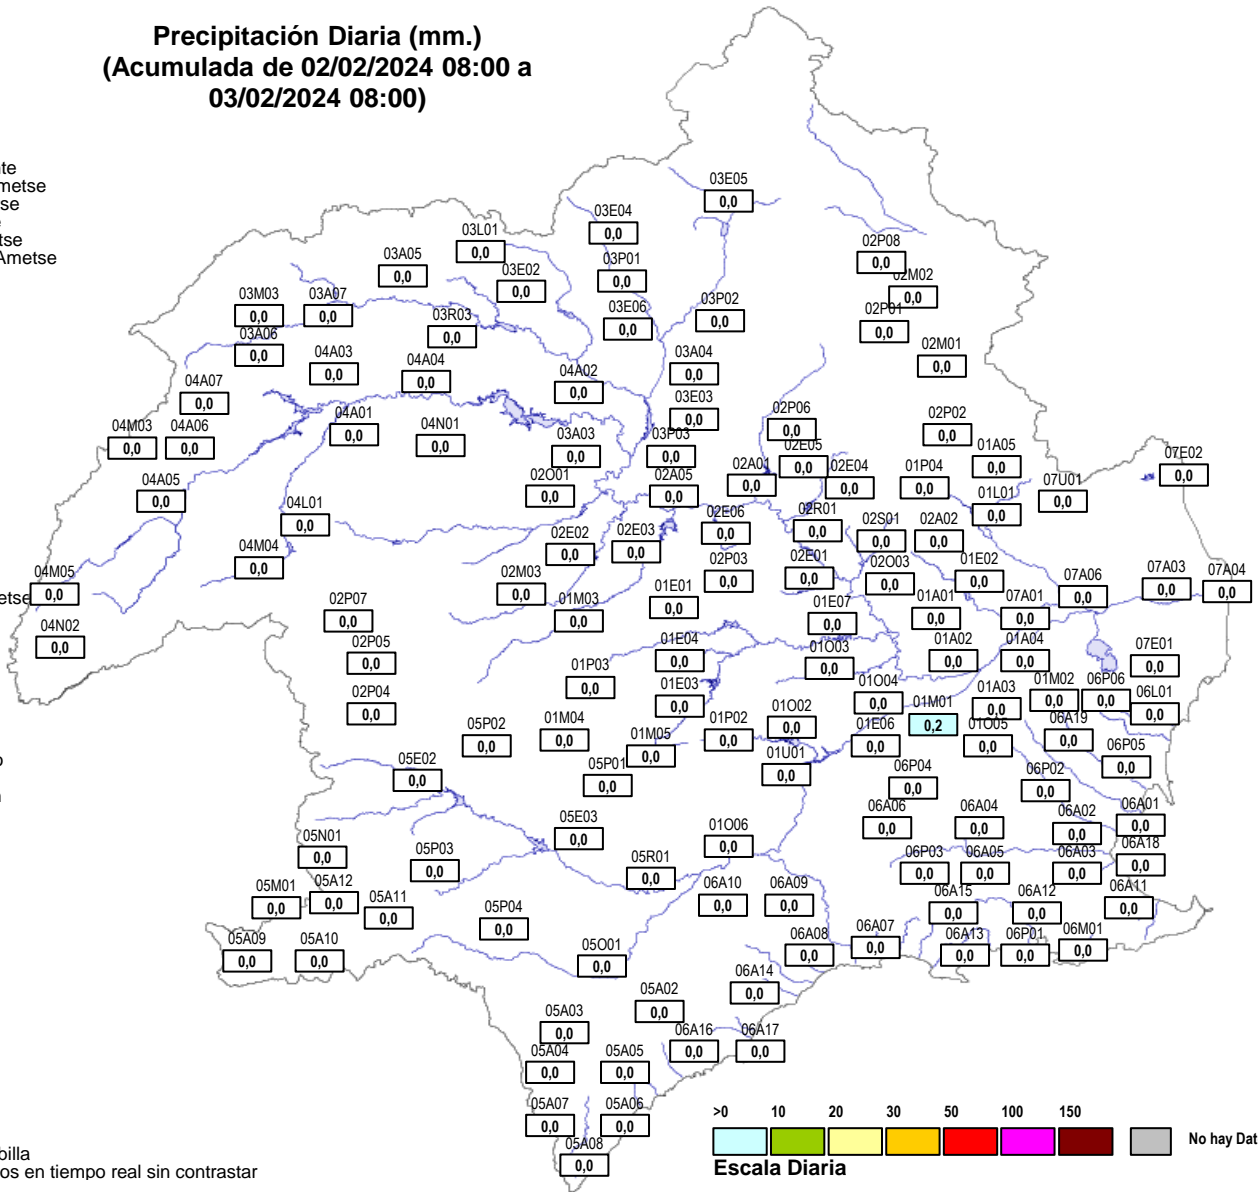 Precipitación Diaria (mm.)
(Acumulada de 02/02/2024 08:00 a
03/02/2024 08:00)
03E05
0,0
03E04
0,0
03L01
0,0
02P08
0,0
03A05
0,0
03P01
0,0
03E02
0,0
02M02
0,0
03M03
0,0
03A07
0,0
03P02
0,0
03E06
0,0
02P01
0,0
03R03
0,0
03A06
0,0
04A03
0,0
04A04
0,0
03A04
0,0
02M01
0,0
04A02
0,0
04A07
0,0
03E03
0,0
02P06
0,0
02P02
0,0
04M03
0,0
04A06
0,0
04A01
0,0
04N01
0,0
03A03
0,0
03P03
0,0
02E05
0,0
01A05
0,0
07E02
0,0
04A05
0,0
02O01
0,0
02A05
0,0
02A01
0,0
02E04
0,0
01P04
0,0
07U01
0,0
01L01
0,0
04L01
0,0
02E06
0,0
02R01
0,0
02S01
0,0
02A02
0,0
02E02
0,0
02E03
0,0
04M04
0,0
02P03
0,0
02E01
0,0
02O03
0,0
01E02
0,0
04M05
0,0
02M03
0,0
07A06
0,0
07A03
0,0
07A04
0,0
02P07
0,0
01M03
0,0
01E01
0,0
01E07
0,0
01A01
0,0
07A01
0,0
04N02
0,0
02P05
0,0
01E04
0,0
01O03
0,0
01A02
0,0
01A04
0,0
07E01
0,0
01P03
0,0
02P04
0,0
01E03
0,0
01O04
0,0
01A03
0,0
01M02
0,0
06P06
0,0
06L01
0,0
05P02
0,0
01M04
0,0
01P02
0,0
01O02
0,0
01M01
0,2
01E06
0,0
01O05
0,0
06A19
0,0
01M05
0,0
05E02
0,0
05P01
0,0
01U01
0,0
06P04
0,0
06P02
0,0
06P05
0,0
05E03
0,0
01O06
0,0
06A06
0,0
06A04
0,0
06A02
0,0
06A01
0,0
05N01
0,0
05P03
0,0
05R01
0,0
06P03
0,0
06A05
0,0
06A03
0,0
06A18
0,0
05M01
0,0
05A12
0,0
05A11
0,0
06A10
0,0
06A09
0,0
06A15
0,0
06A12
0,0
06A11
0,0
05P04
0,0
05A09
0,0
05A10
0,0
05O01
0,0
06A08
0,0
06A07
0,0
06A13
0,0
06P01
0,0
06M01
0,0
06A14
0,0
05A02
0,0
05A03
0,0
06A16
0,0
06A17
0,0
05A04
0,0
05A05
0,0
05A07
0,0
05A06
0,0
05A08
0,0
>0 10 20 30 50 100 150
No hay Dat
Escala Diaria
os en tiempo real sin contrastar